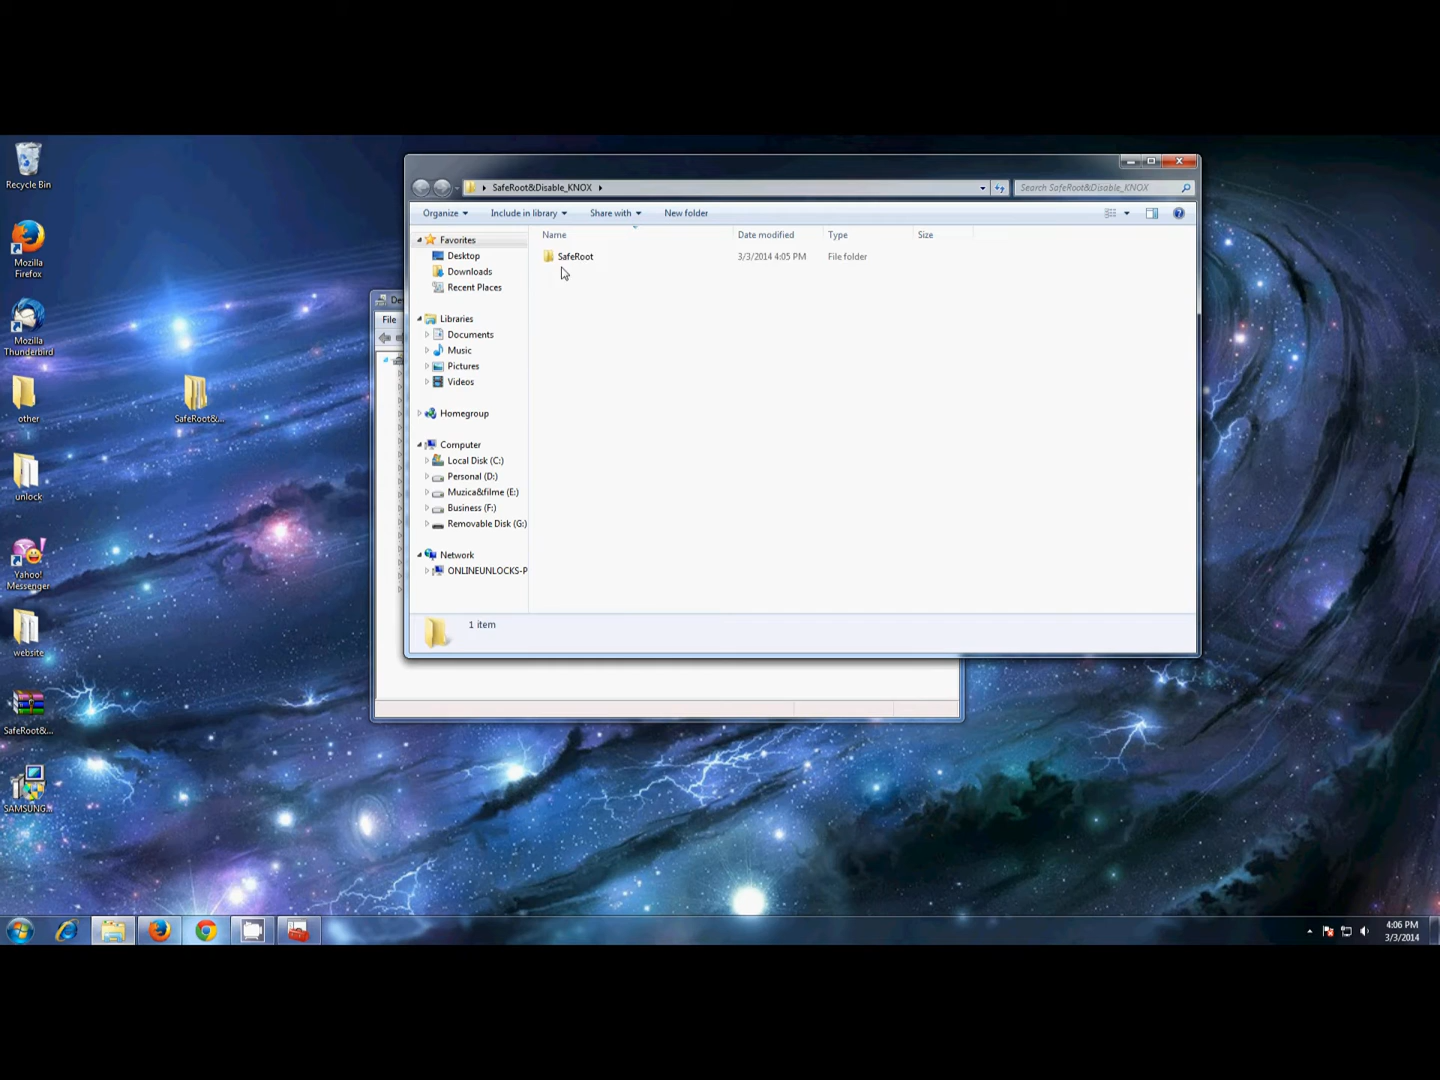 Recycle Bin
Mozilla
Firefox
Mozilla
Thunderbird
other
unlock
Yahoo!
Messenger
website
SafeRoot&...
SAMSUNG...
SafeRoot&...
SafeRoot&Disable_KNOX
Search SafeRoot&Disable_KNOX
Organize
Include in library
Share with
New folder
Name
Date modified
Type
Size
SafeRoot
3/3/2014 4:05 PM
File folder
Favorites
Desktop
Downloads
Recent Places
Libraries
Documents
Music
Pictures
Videos
Homegroup
Computer
Local Disk (C:)
Personal (D:)
Muzica&filme (E:)
Business (F:)
Removable Disk (G:)
Network
ONLINEUNLOCKS-P
1 item
De
File
4:06 PM
3/3/2014